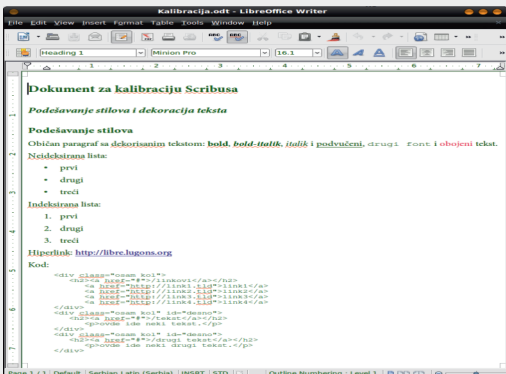 Kalibracija.odt - LibreOffice Writer
File Edit View Insert Format Table Tools Window Help
Heading 1 Minion Pro 16.1
1 2 3 4 5 6 7
Dokument za kalibraciju Scribusa
Podešavanje stilova i dekoracija teksta
Podešavanje stilova
Običan paragraf sa dekorisanim tekstom: bold, bold-italik, italik i podvučeni, drugi font i obojeni tekst.
Neideksirana lista:
• prvi
• drugi
• treći
Indeksirana lista:
1. prvi
2. drugi
3. treći
Hiperlink: http://libre.lugons.org
Kod:
<div class="osam kol">
<h2><a href="#">/linkovi</a></h2>
<a href="http://link1.tld">link1</a>
<a href="http://link2.tld">link2</a>
<a href="http://link3.tld">link3</a>
<a href="http://link4.tld">link4</a>
</div>
<div class="osam kol" id="desno">
<h2><a href="#">/tekst</a></h2>
<p>ovde ide neki tekst.</p>
</div>
<div class="osam kol" id="desno">
<h2><a href="#">/drugi tekst</a></h2>
<p>ovde ide neki drugi tekst.</p>
</div>
Page 1 / 1 Default Serbian Latin (Serbia) INSRT STD Outline Numbering : Level 1